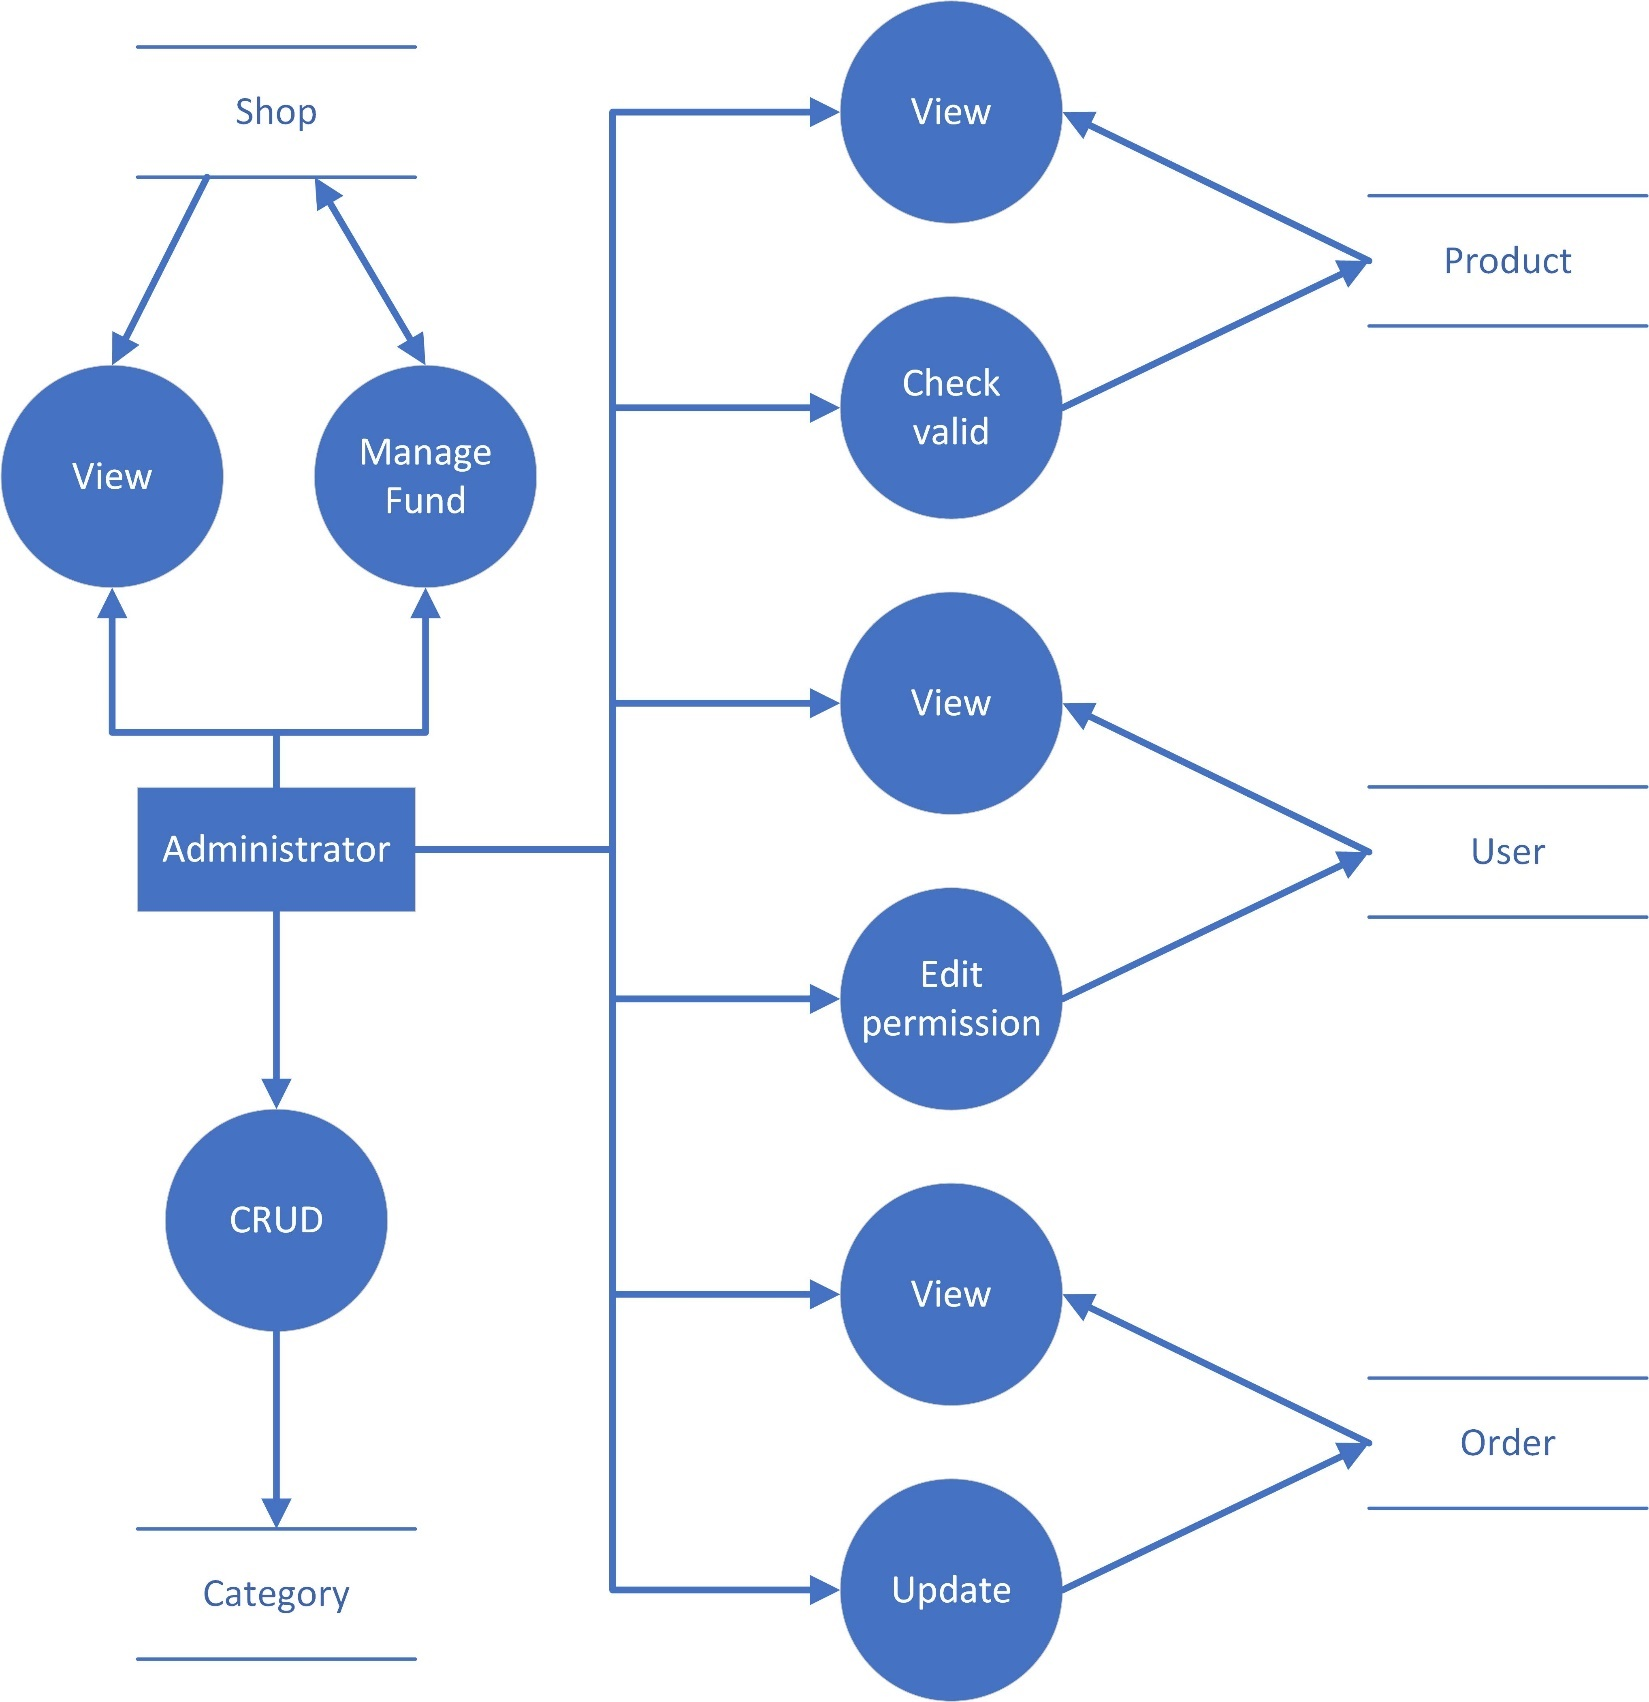 Shop
View
Manage
Fund
Administrator
CRUD
Category
View
Check
valid
Product
View
Edit
permission
User
View
Update
Order